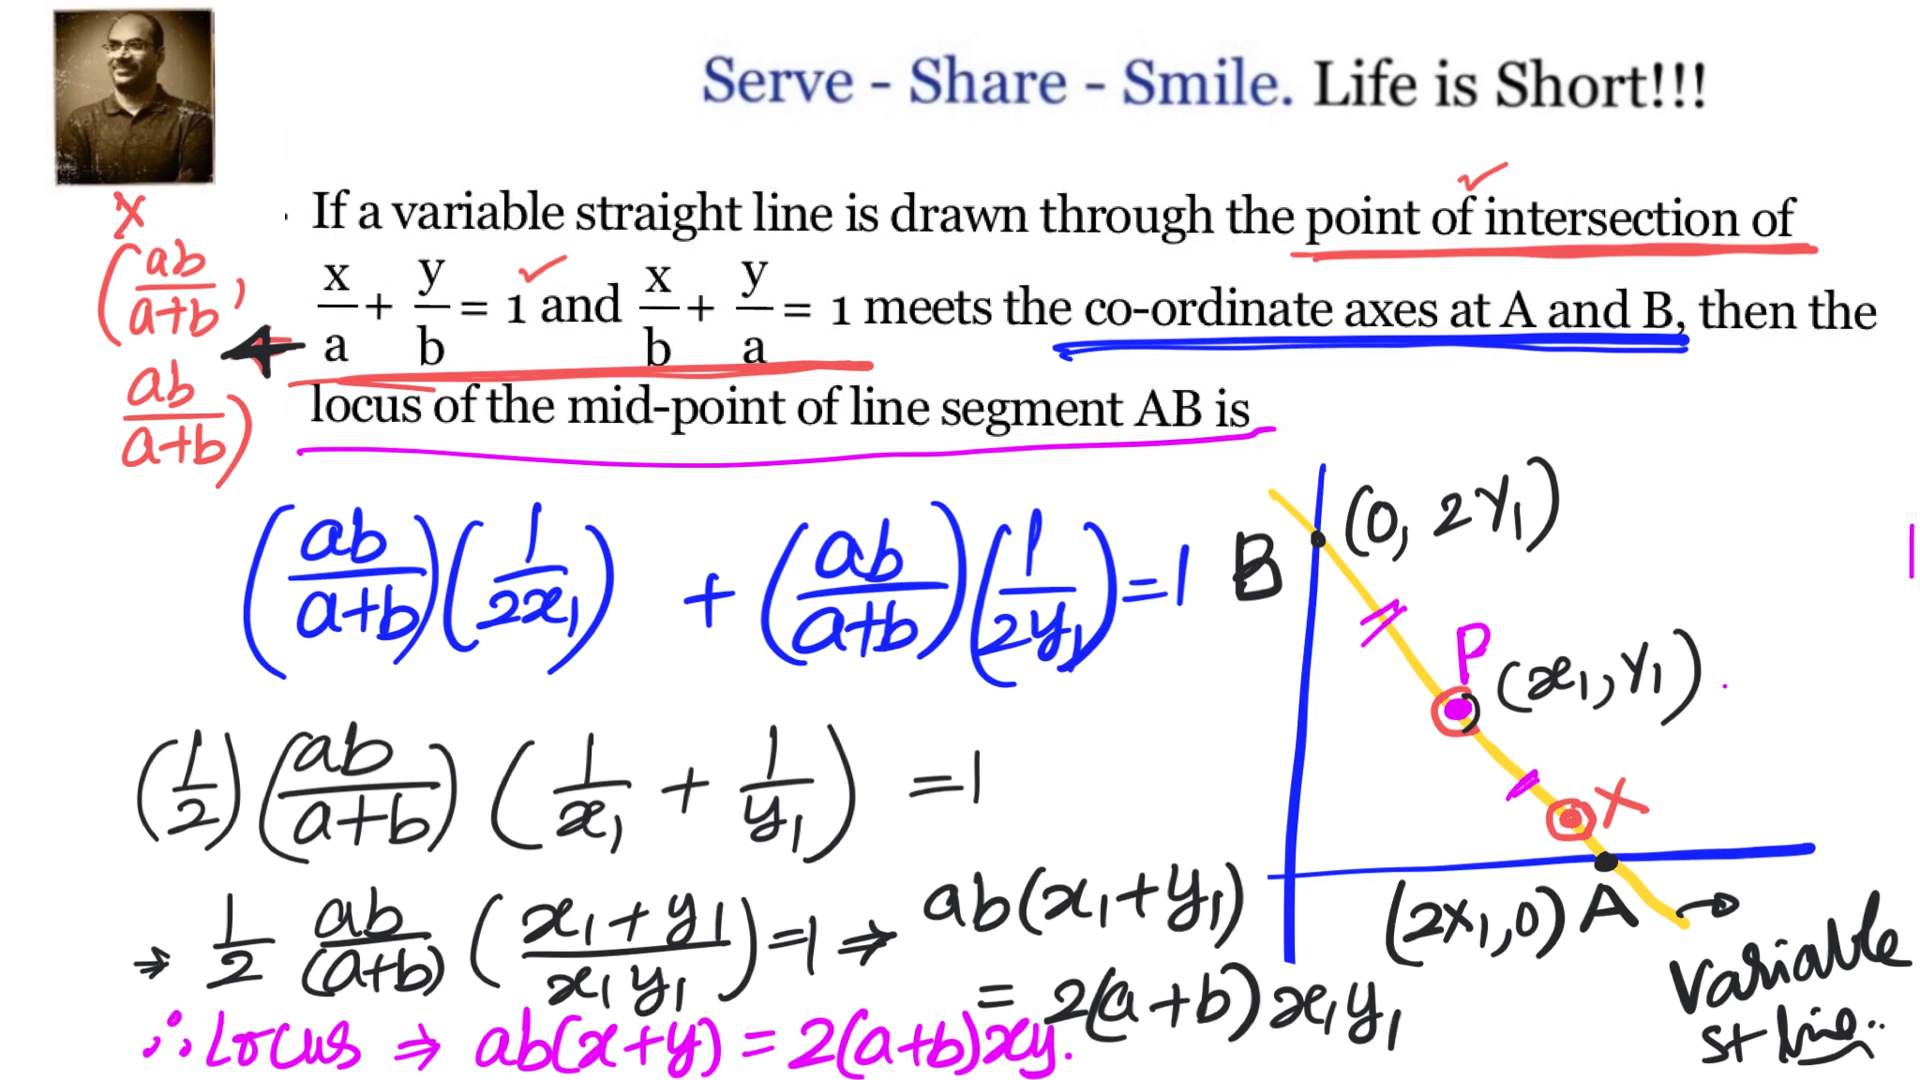 Serve - Share - Smile. Life is Short!!!
If a variable straight line is drawn through the point of intersection of
x/a + y/b = 1 and x/b + y/a = 1 meets the co-ordinate axes at A and B, then the
locus of the mid-point of line segment AB is
X
(ab/a+b,
ab/a+b)
(ab/a+b)(1/2x₁) + (ab/a+b)(1/2y₁) = 1
(1/2)(ab/a+b)(1/x₁ + 1/y₁) = 1
⇒ 1/2 ab/(a+b) (x₁+y₁/x₁y₁) = 1 ⇒ ab(x₁+y₁)
= 2(a+b)x₁y₁
∴ Locus ⇒ ab(x+y) = 2(a+b)xy.
B (0, 2y₁)
P (x₁, y₁)
X
(2x₁, 0) A
Variable
st line..